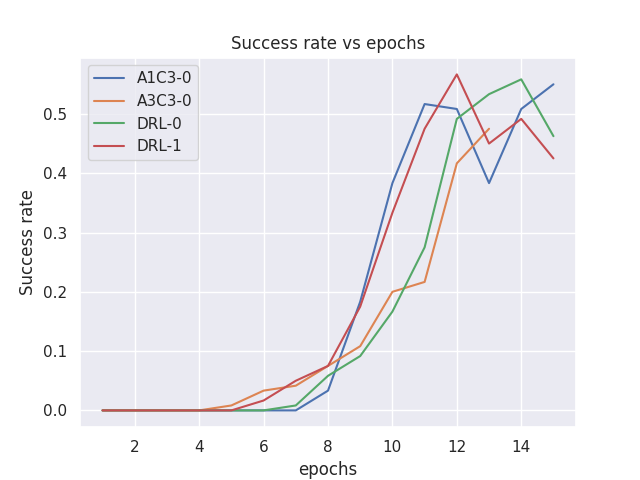 Success rate vs epochs
A1C3-0
A3C3-0
DRL-0
DRL-1
Success rate
0.5
0.4
0.3
0.2
0.1
0.0
2 4 6 8 10 12 14
epochs